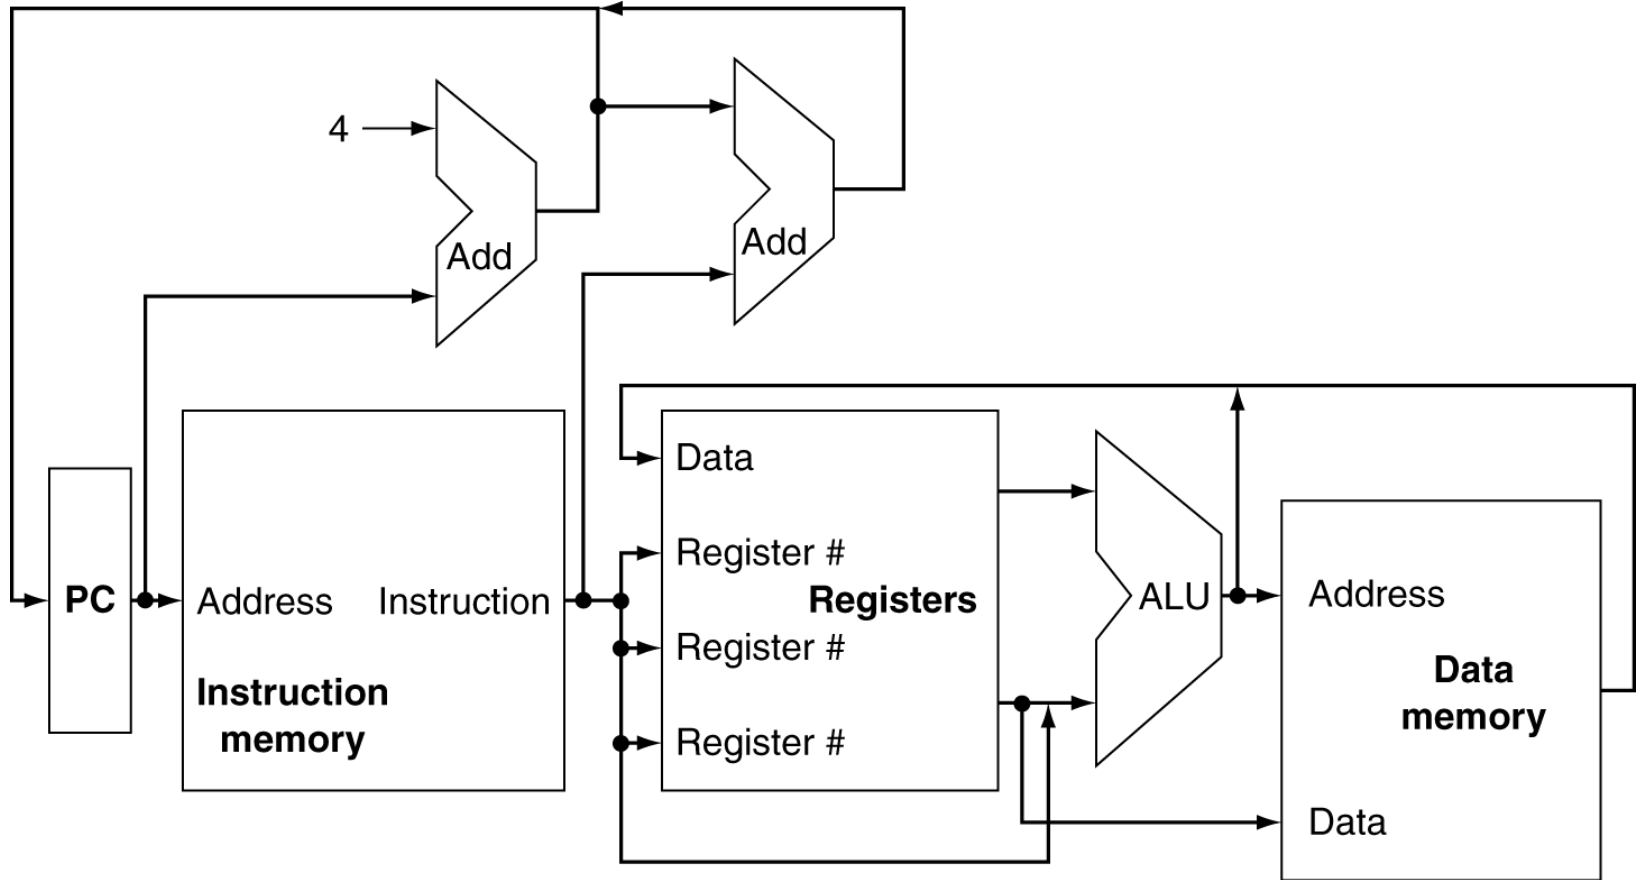 4
Add
Add
Data
Register #
PC
Address
Instruction
Registers
ALU
Address
Register #
Instruction
memory
Data
memory
Register #
Data